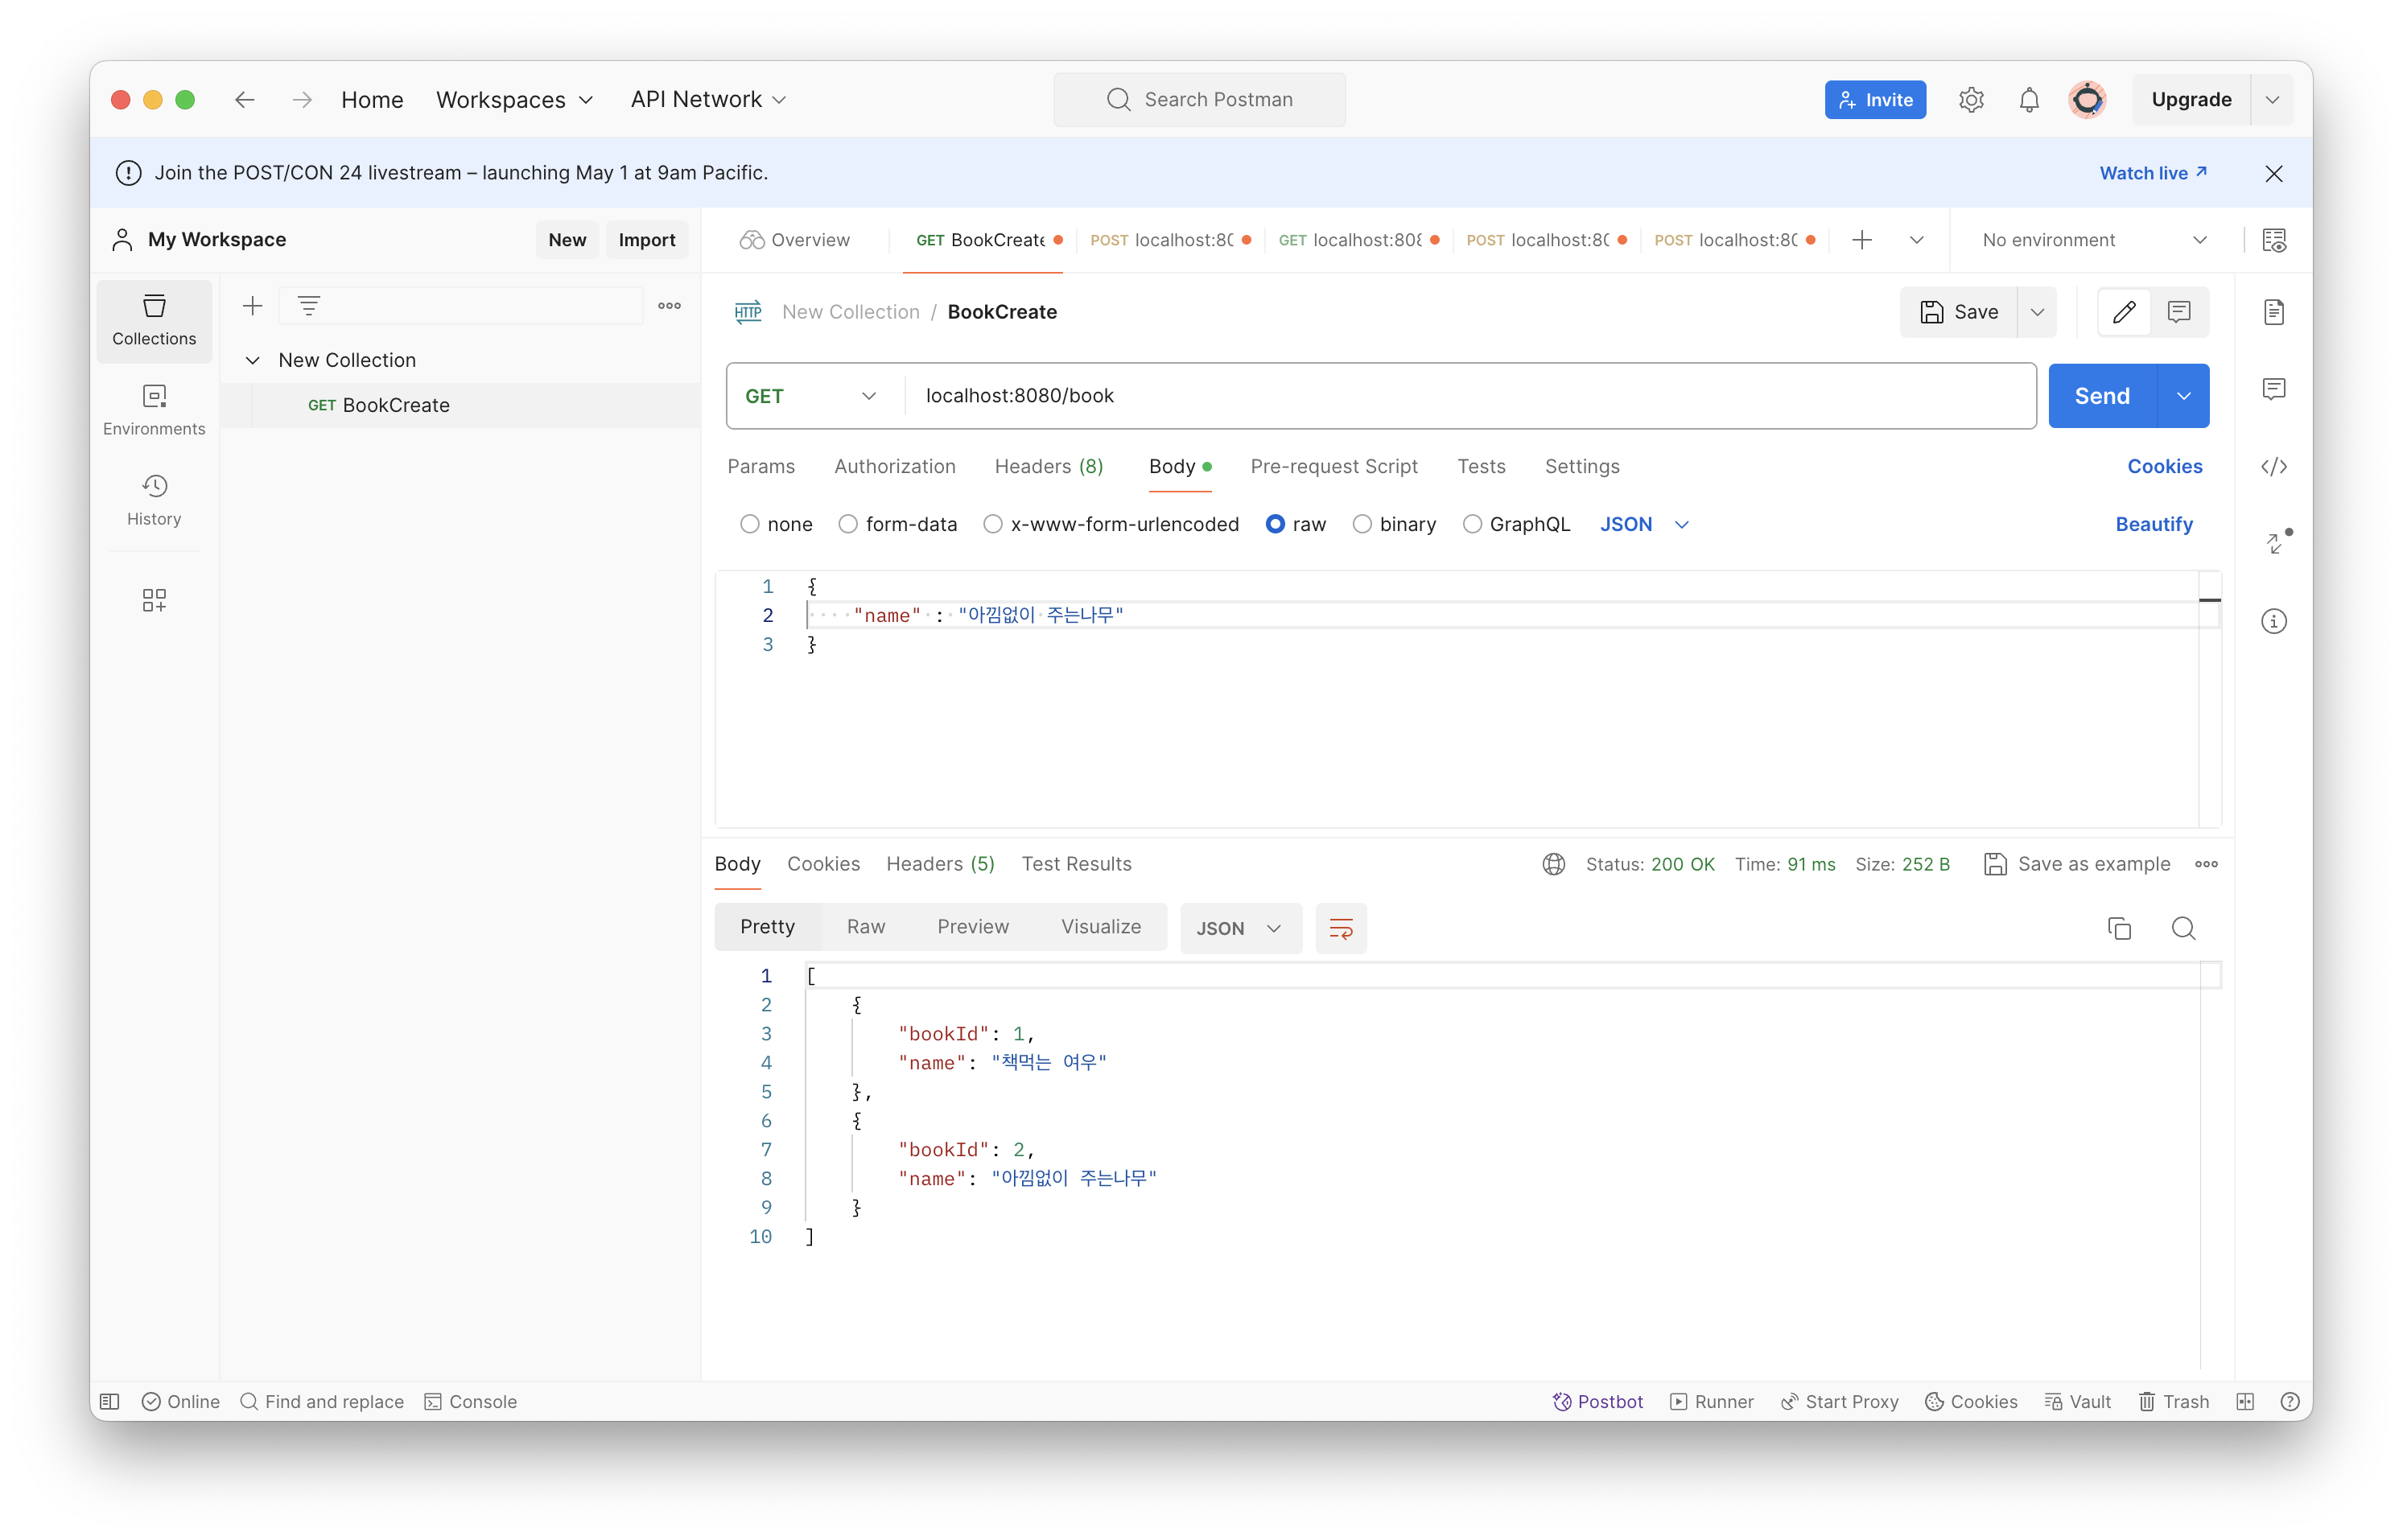 Home Workspaces API Network Search Postman Invite Upgrade
Join the POST/CON 24 livestream – launching May 1 at 9am Pacific. Watch live
My Workspace New Import
Overview GET BookCreate POST localhost:80 GET localhost:808 POST localhost:80 POST localhost:80 No environment
Collections
Environments
History
New Collection
GET BookCreate
HTTP New Collection / BookCreate Save
GET localhost:8080/book Send
Params Authorization Headers (8) Body Pre-request Script Tests Settings Cookies
none form-data x-www-form-urlencoded raw binary GraphQL JSON Beautify
1 {
2 "name" : "아낌없이 주는나무"
3 }
Body Cookies Headers (5) Test Results Status: 200 OK Time: 91 ms Size: 252 B Save as example
Pretty Raw Preview Visualize JSON
1 [
2 {
3 "bookId": 1,
4 "name": "책먹는 여우"
5 },
6 {
7 "bookId": 2,
8 "name": "아낌없이 주는나무"
9 }
10 ]
Online Find and replace Console Postbot Runner Start Proxy Cookies Vault Trash